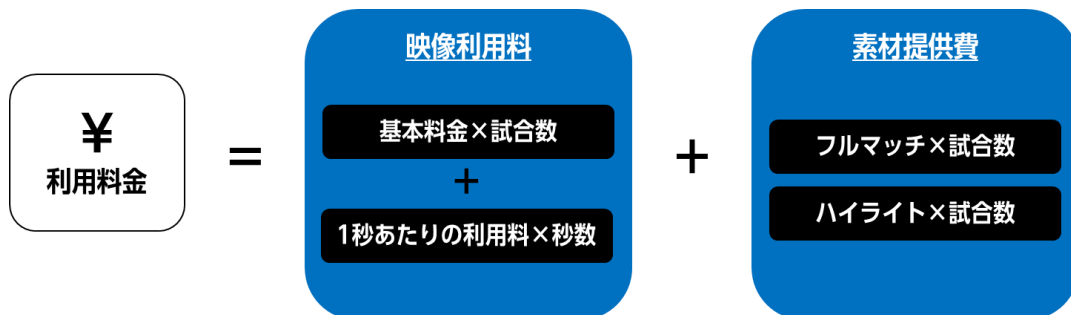 ¥
利用料金
=
映像利用料
基本料金×試合数
+
1秒あたりの利用料×秒数
+
素材提供費
フルマッチ×試合数
ハイライト×試合数